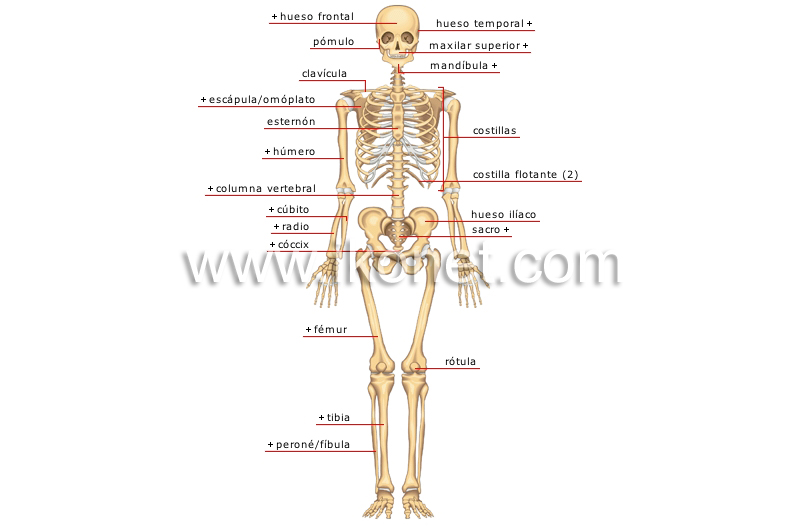 + hueso frontal
hueso temporal +
pómulo
maxilar superior +
mandíbula +
clavícula
+ escápula/omóplato
esternón
costillas
+ húmero
costilla flotante (2)
+ columna vertebral
+ cúbito
hueso ilíaco
+ radio
sacro +
+ cóccix
www.ikonet.com
+ fémur
rótula
+ tibia
+ peroné/fíbula